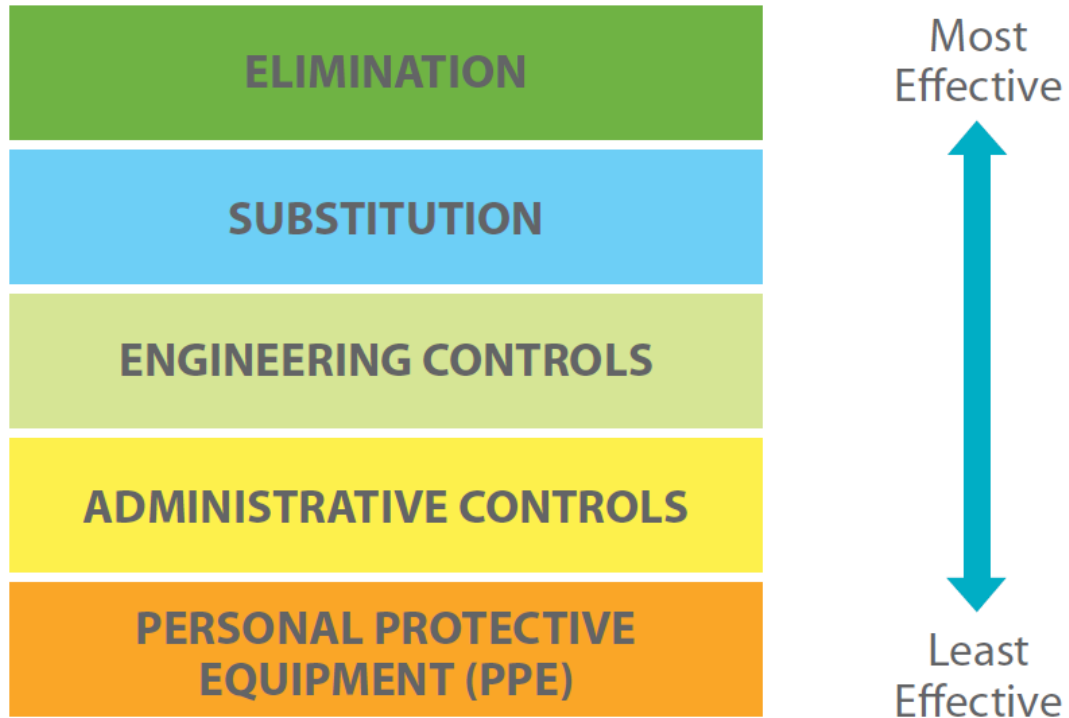 ELIMINATION
SUBSTITUTION
ENGINEERING CONTROLS
ADMINISTRATIVE CONTROLS
PERSONAL PROTECTIVE
EQUIPMENT (PPE)
Most
Effective
Least
Effective